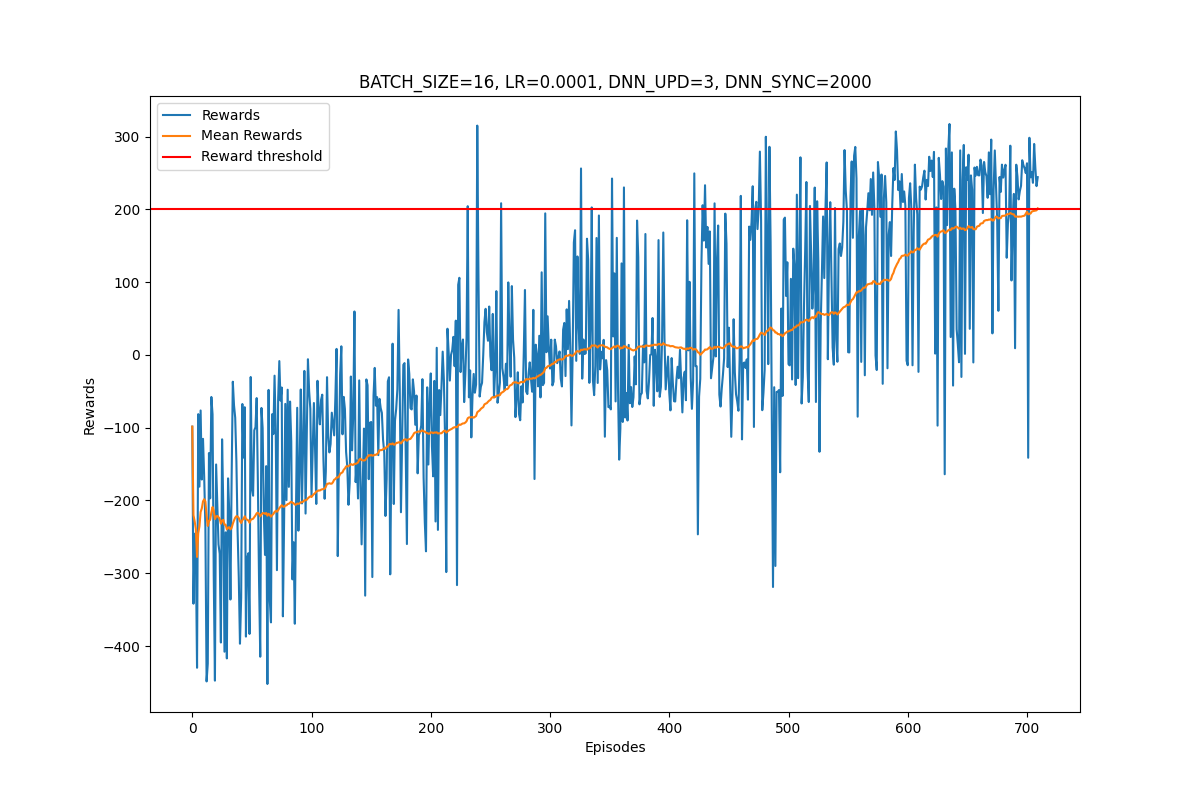 BATCH_SIZE=16, LR=0.0001, DNN_UPD=3, DNN_SYNC=2000
Rewards
Mean Rewards
Reward threshold
300
200
100
0
−100
−200
−300
−400
Rewards
0 100 200 300 400 500 600 700
Episodes